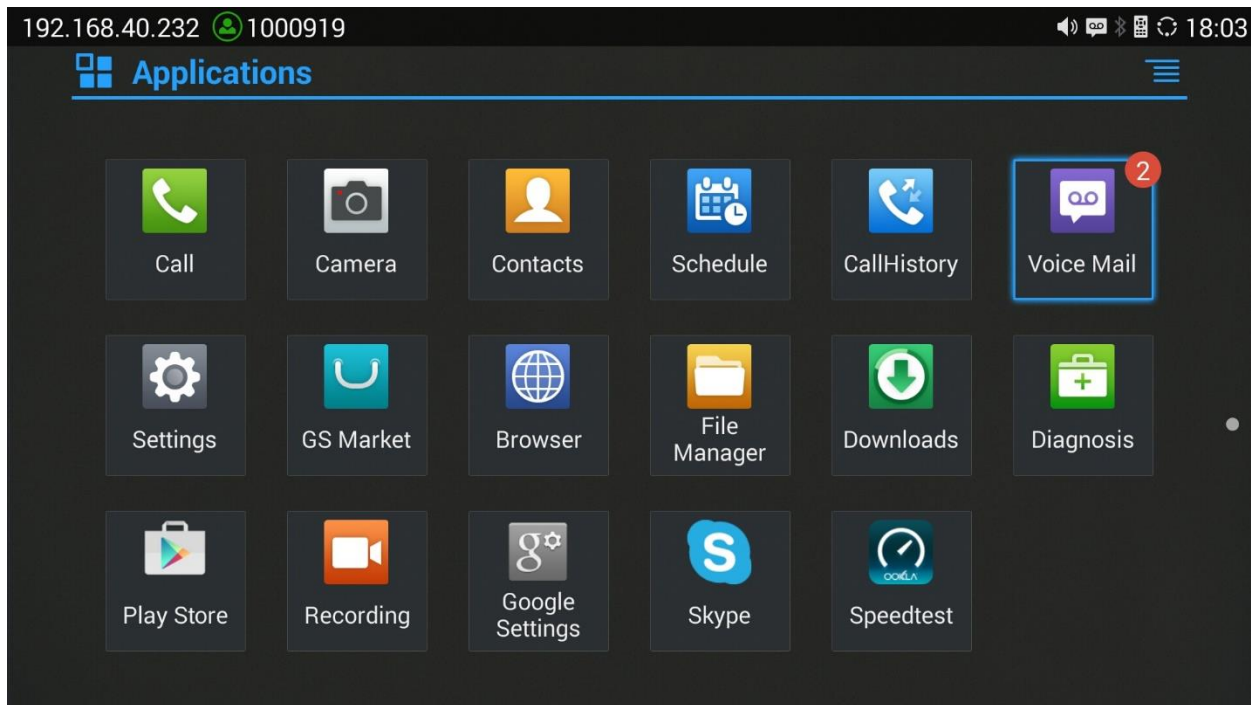 192.168.40.232 1000919 18:03
Applications
2
Call Camera Contacts Schedule CallHistory Voice Mail
Settings GS Market Browser File Manager Downloads Diagnosis
OOKLA
Play Store Recording Google Settings Skype Speedtest